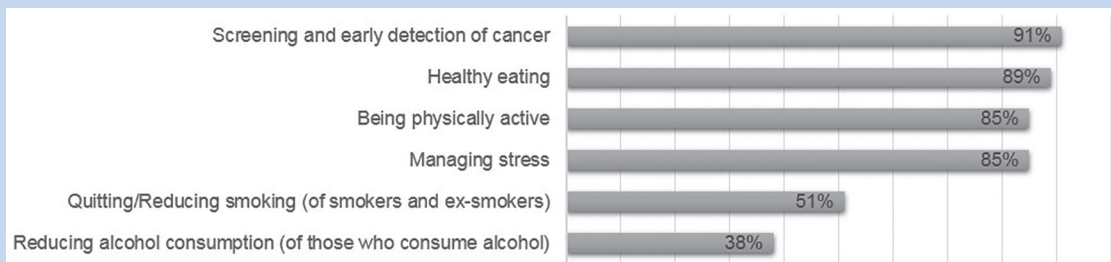 Screening and early detection of cancer 91%
Healthy eating 89%
Being physically active 85%
Managing stress 85%
Quitting/Reducing smoking (of smokers and ex-smokers) 51%
Reducing alcohol consumption (of those who consume alcohol) 38%